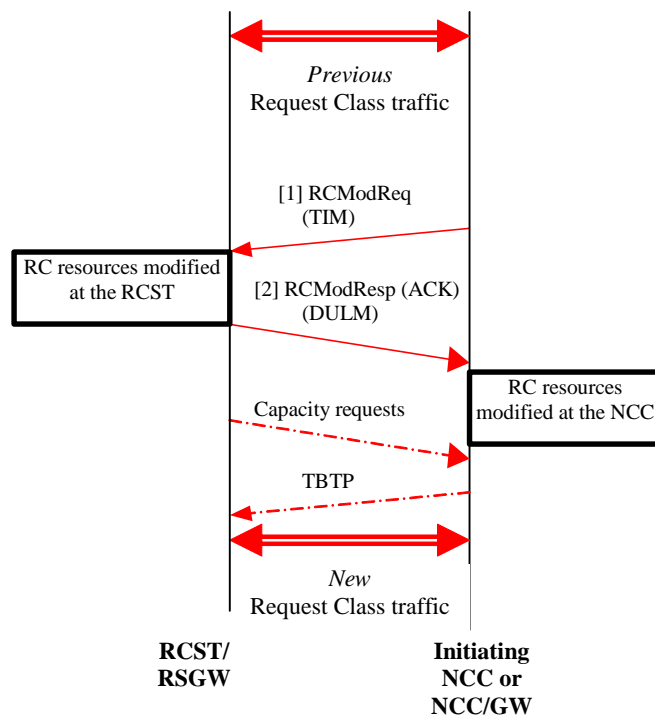 Previous
Request Class traffic
[1] RCModReq
(TIM)
RC resources modified
at the RCST
[2] RCModResp (ACK)
(DULM)
RC resources
modified at the NCC
Capacity requests
TBTP
New
Request Class traffic
RCST/
RSGW
Initiating
NCC or
NCC/GW